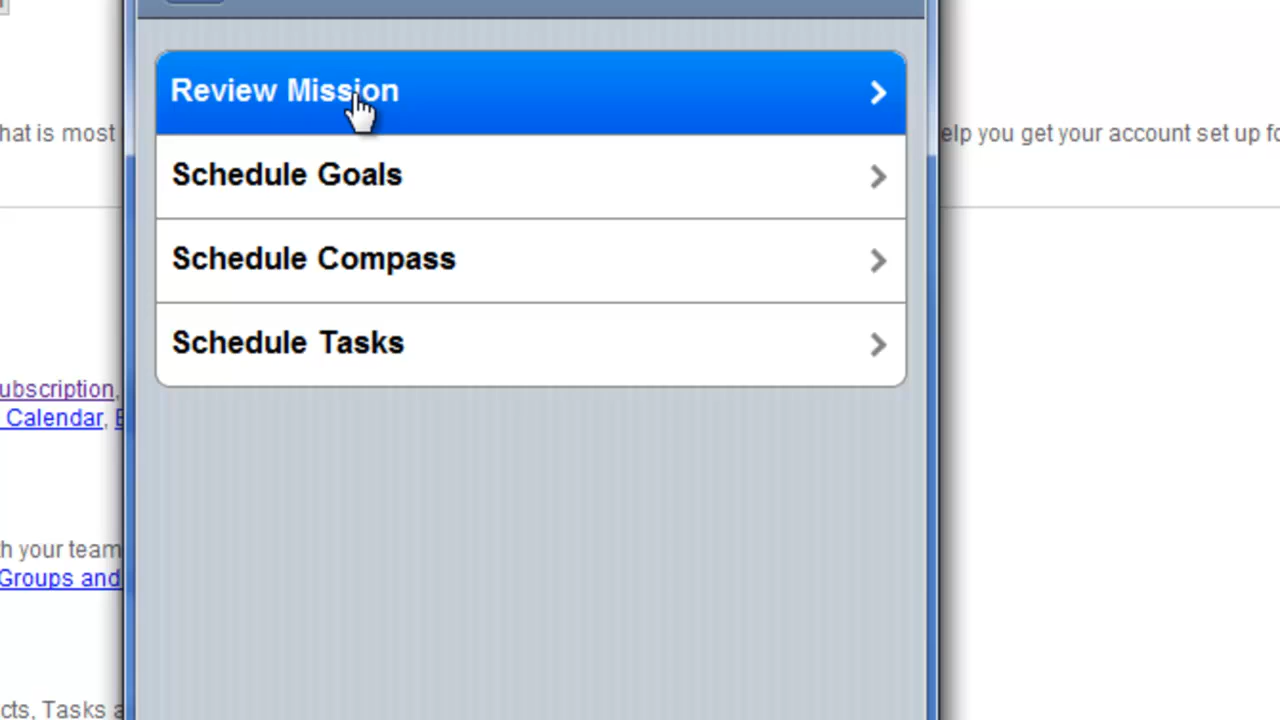 Review Mission
hat is most
elp you get your account set up fo
Schedule Goals
Schedule Compass
Schedule Tasks
ubscription,
Calendar,
h your team
Groups and
cts, Tasks a